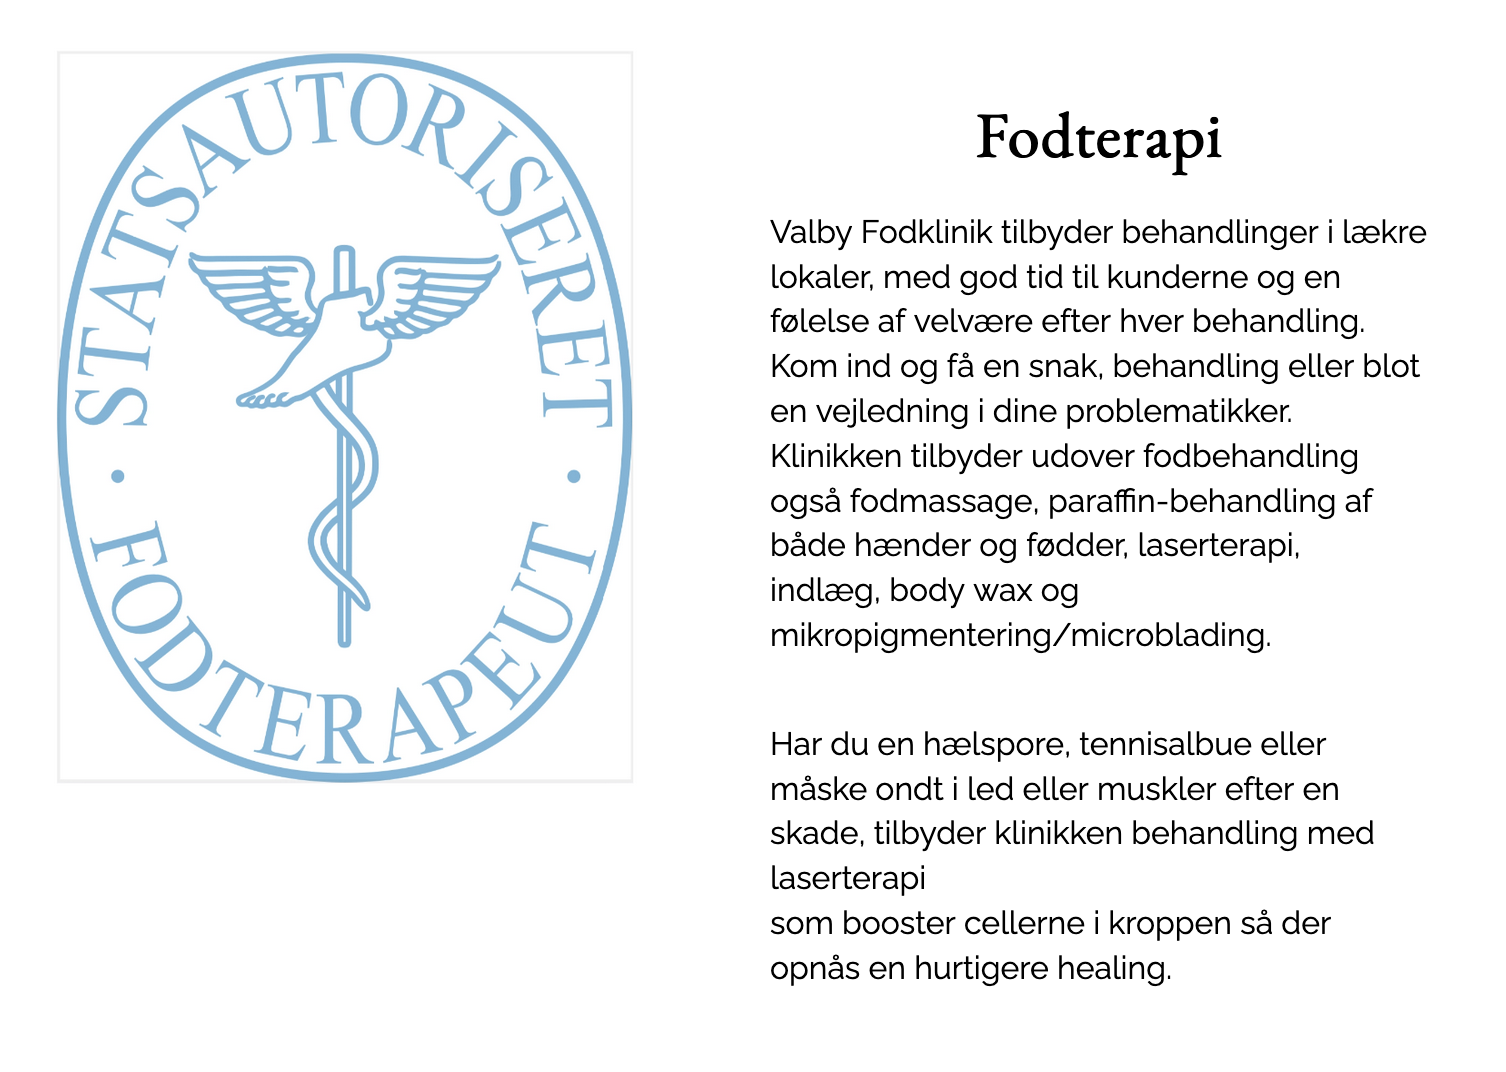 STATSAUTORISERET
· FODTERAPEUT ·
Fodterapi
Valby Fodklinik tilbyder behandlinger i lækre
lokaler, med god tid til kunderne og en
følelse af velvære efter hver behandling.
Kom ind og få en snak, behandling eller blot
en vejledning i dine problematikker.
Klinikken tilbyder udover fodbehandling
også fodmassage, paraffin-behandling af
både hænder og fødder, laserterapi,
indlæg, body wax og
mikropigmentering/microblading.
Har du en hælspore, tennisalbue eller
måske ondt i led eller muskler efter en
skade, tilbyder klinikken behandling med
laserterapi
som booster cellerne i kroppen så der
opnås en hurtigere healing.